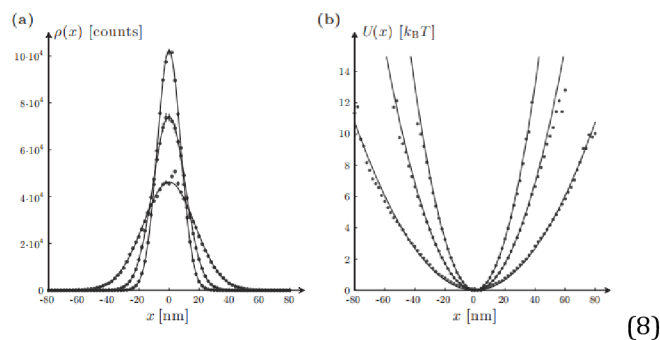 (a)
ρ(x) [counts]
10·10⁴
8·10⁴
6·10⁴
4·10⁴
2·10⁴
0
-80 -60 -40 -20 0 20 40 60 80
x [nm]
(b)
U(x) [k_BT]
14
12
10
8
6
4
2
0
-80 -60 -40 -20 0 20 40 60 80
x [nm]
(8)